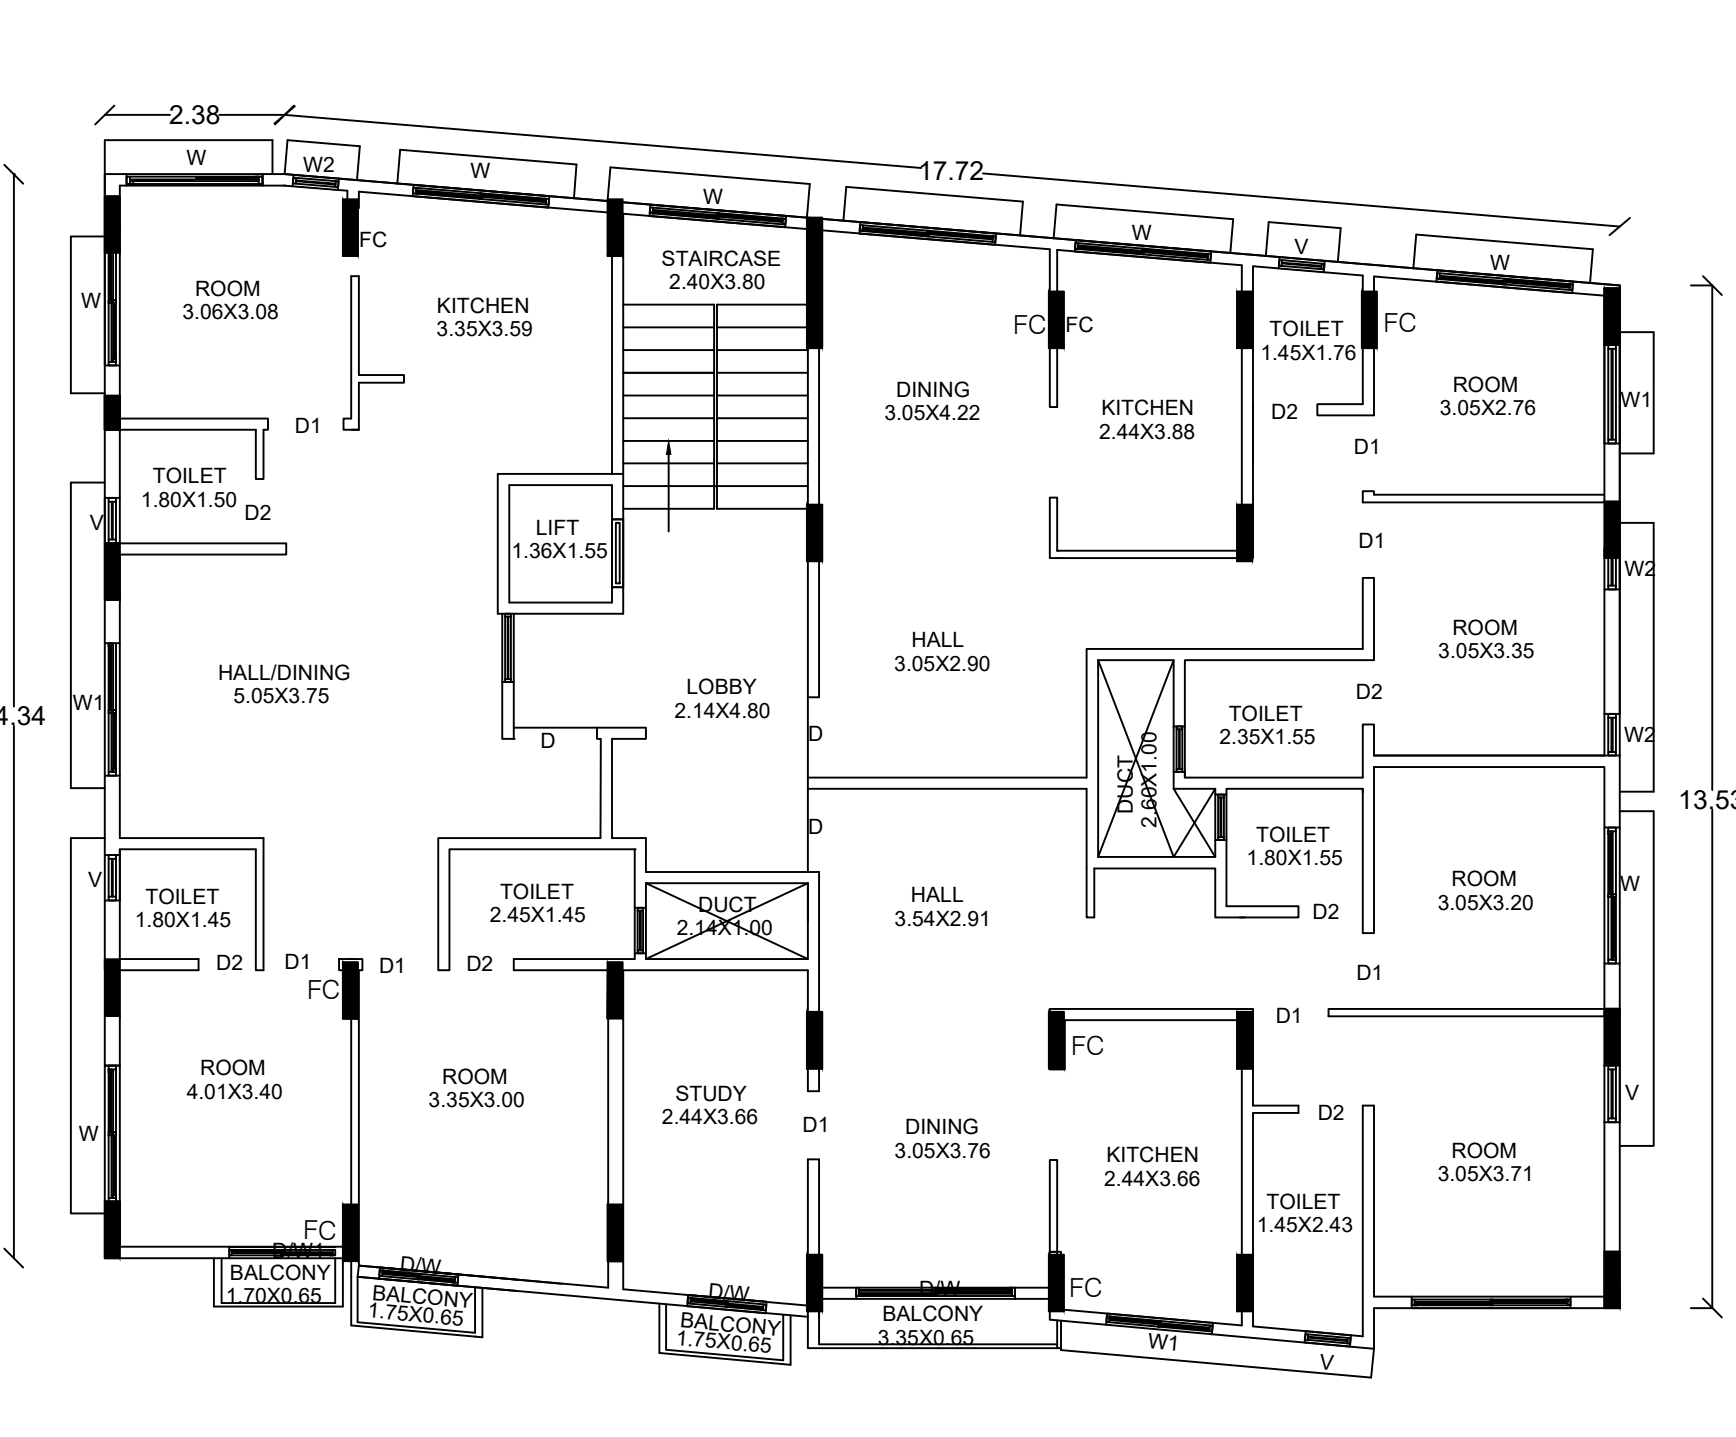 2.38
17.72
W
W2
W
W
W
V
W
FC
STAIRCASE
2.40X3.80
ROOM
3.06X3.08
W
KITCHEN
3.35X3.59
FC
FC
TOILET
1.45X1.76
FC
DINING
3.05X4.22
KITCHEN
2.44X3.88
ROOM
3.05X2.76
W1
D2
D1
D1
TOILET
1.80X1.50
D2
V
LIFT
1.36X1.55
D1
W2
HALL
3.05X2.90
ROOM
3.05X3.35
HALL/DINING
5.05X3.75
W1
4.34
LOBBY
2.14X4.80
D
D
D2
TOILET
2.35X1.55
W2
DUCT
2.60X1.00
13.53
D
TOILET
1.80X1.55
V
TOILET
1.80X1.45
TOILET
2.45X1.45
DUCT
2.14X1.00
HALL
3.54X2.91
ROOM
3.05X3.20
W
D2
D2
D1
D1
D2
FC
D1
D1
FC
ROOM
4.01X3.40
ROOM
3.35X3.00
STUDY
2.44X3.66
D1
DINING
3.05X3.76
KITCHEN
2.44X3.66
D2
V
W
ROOM
3.05X3.71
TOILET
1.45X2.43
FC
D/W1
D/W
D/W
D/W
FC
BALCONY
1.70X0.65
BALCONY
1.75X0.65
BALCONY
1.75X0.65
BALCONY
3.35X0.65
W1
V